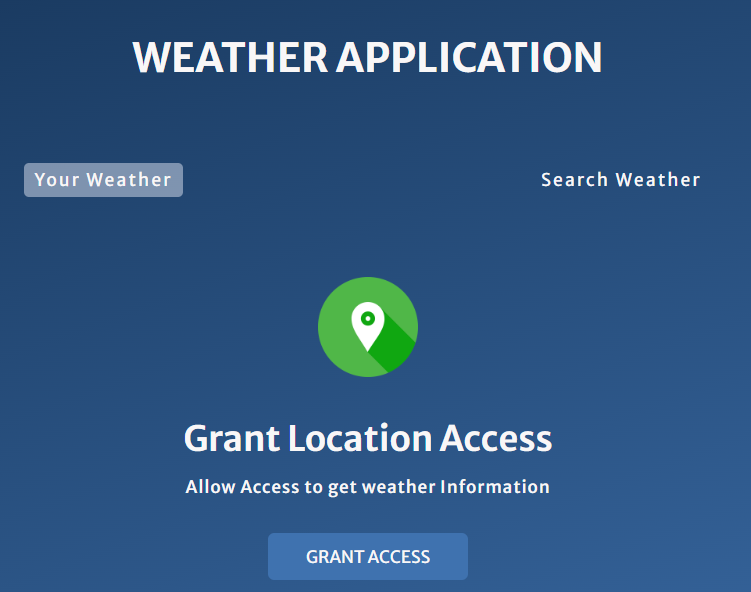 WEATHER APPLICATION
Your Weather
Search Weather
Grant Location Access
Allow Access to get weather Information
GRANT ACCESS